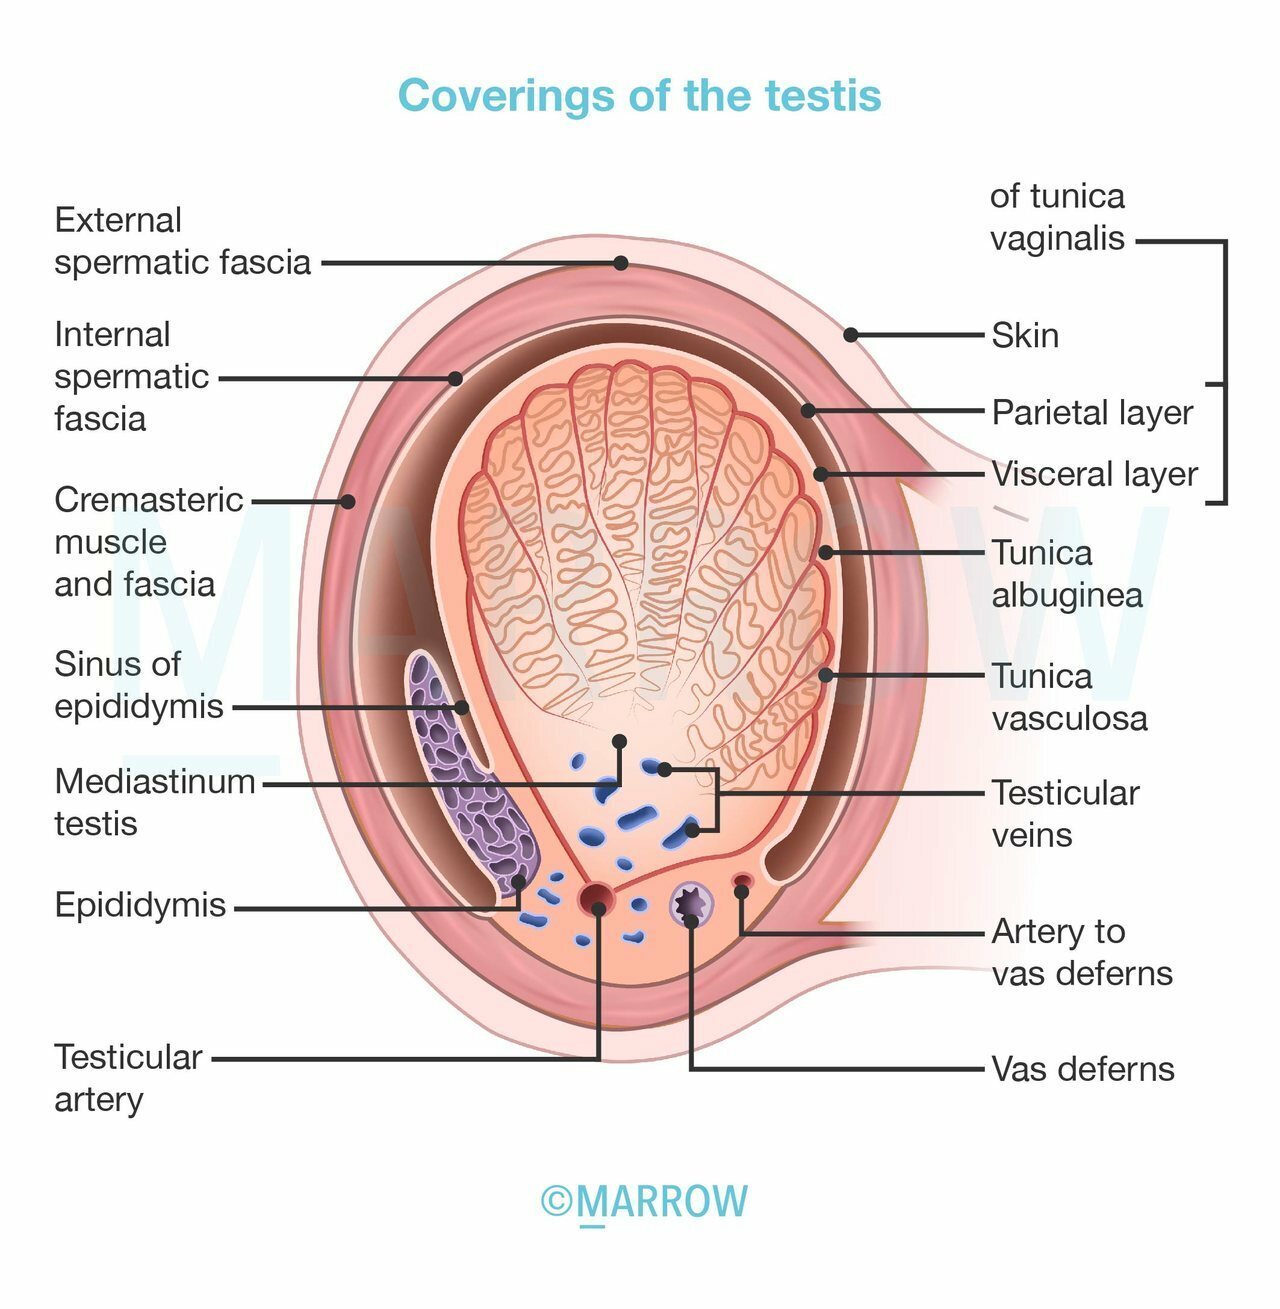 Coverings of the testis
External
spermatic fascia
Internal
spermatic
fascia
Cremasteric
muscle
and fascia
Sinus of
epididymis
Mediastinum
testis
Epididymis
Testicular
artery
of tunica
vaginalis
Skin
Parietal layer
Visceral layer
Tunica
albuginea
Tunica
vasculosa
Testicular
veins
Artery to
vas deferns
Vas deferns
MARROW
©MARROW